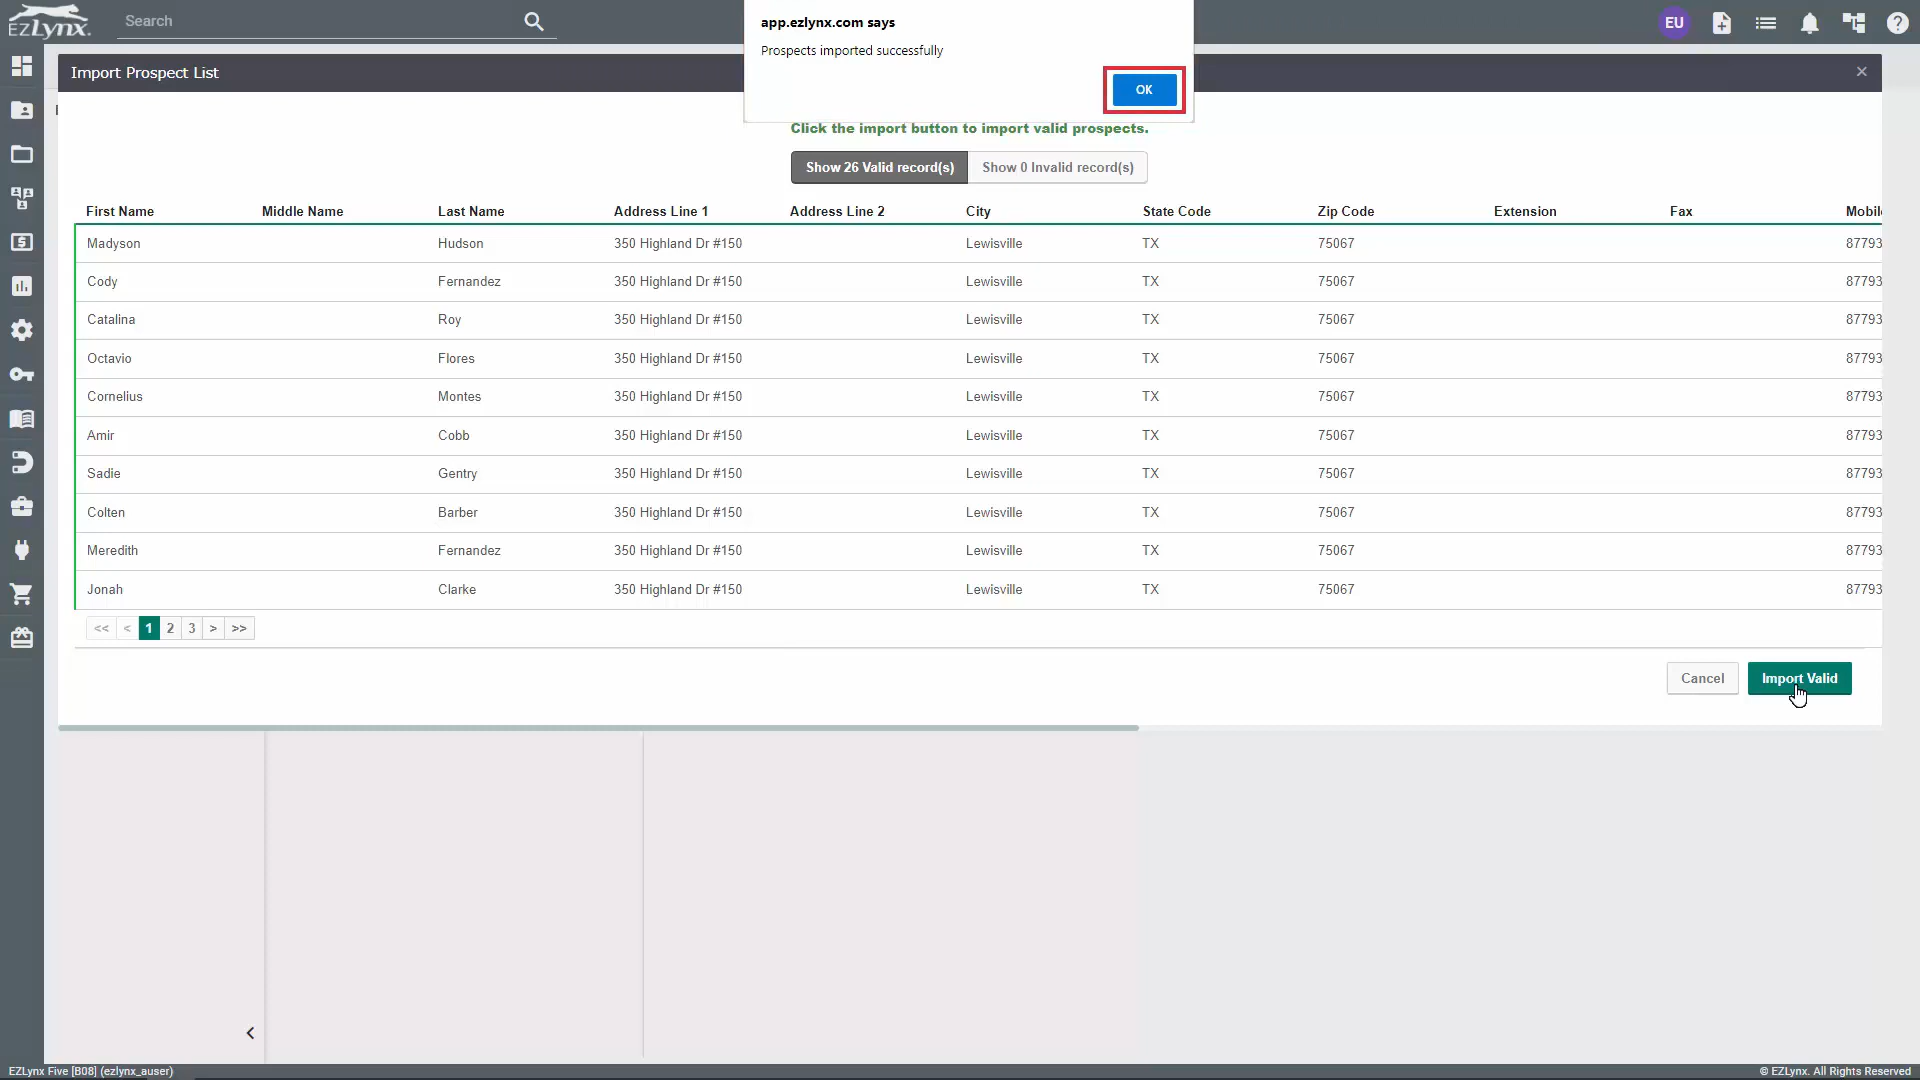 EZLynx.
Search
app.ezlynx.com says
Prospects imported successfully
OK
EU
Import Prospect List
Click the import button to import valid prospects.
Show 26 Valid record(s) Show 0 Invalid record(s)
First Name Middle Name Last Name Address Line 1 Address Line 2 City State Code Zip Code Extension Fax Mobil
Madyson Hudson 350 Highland Dr #150 Lewisville TX 75067 87793
Cody Fernandez 350 Highland Dr #150 Lewisville TX 75067 87793
Catalina Roy 350 Highland Dr #150 Lewisville TX 75067 87793
Octavio Flores 350 Highland Dr #150 Lewisville TX 75067 87793
Cornelius Montes 350 Highland Dr #150 Lewisville TX 75067 87793
Amir Cobb 350 Highland Dr #150 Lewisville TX 75067 87793
Sadie Gentry 350 Highland Dr #150 Lewisville TX 75067 87793
Colten Barber 350 Highland Dr #150 Lewisville TX 75067 87793
Meredith Fernandez 350 Highland Dr #150 Lewisville TX 75067 87793
Jonah Clarke 350 Highland Dr #150 Lewisville TX 75067 87793
<< < 1 2 3 > >>
Cancel Import Valid
EZLynx Five [B08] (ezlynx_auser)
© EZLynx. All Rights Reserved